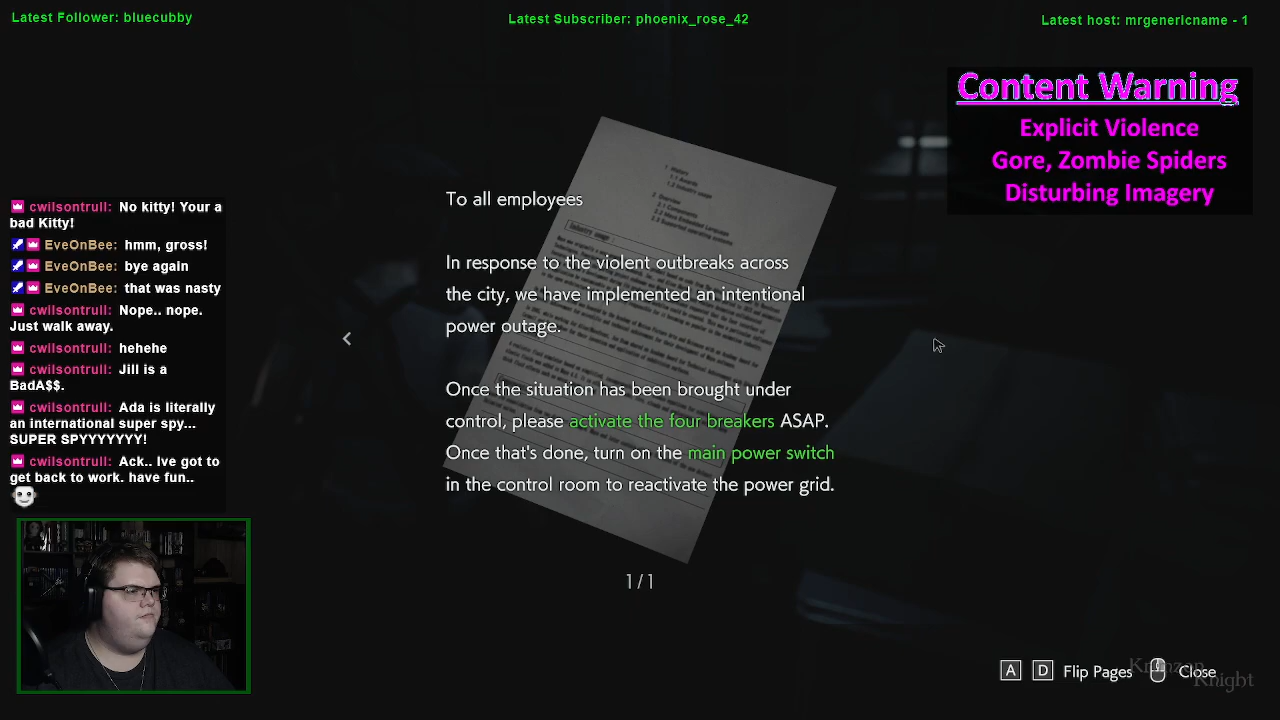 Latest Follower: bluecubby
Latest Subscriber: phoenix_rose_42
Latest host: mrgenericname - 1
Content Warning
Explicit Violence
Gore, Zombie Spiders
Disturbing Imagery
cwilsontrull: No kitty! Your a
bad Kitty!
EveOnBee: hmm, gross!
EveOnBee: bye again
EveOnBee: that was nasty
cwilsontrull: Nope.. nope.
Just walk away.
cwilsontrull: hehehe
cwilsontrull: Jill is a
BadA$$.
cwilsontrull: Ada is literally
an international super spy...
SUPER SPYYYYYYY!
cwilsontrull: Ack.. Ive got to
get back to work. have fun..
To all employees
In response to the violent outbreaks across
the city, we have implemented an intentional
power outage.
Once the situation has been brought under
control, please activate the four breakers ASAP.
Once that's done, turn on the main power switch
in the control room to reactivate the power grid.
1 / 1
A D Flip Pages Close
Knight